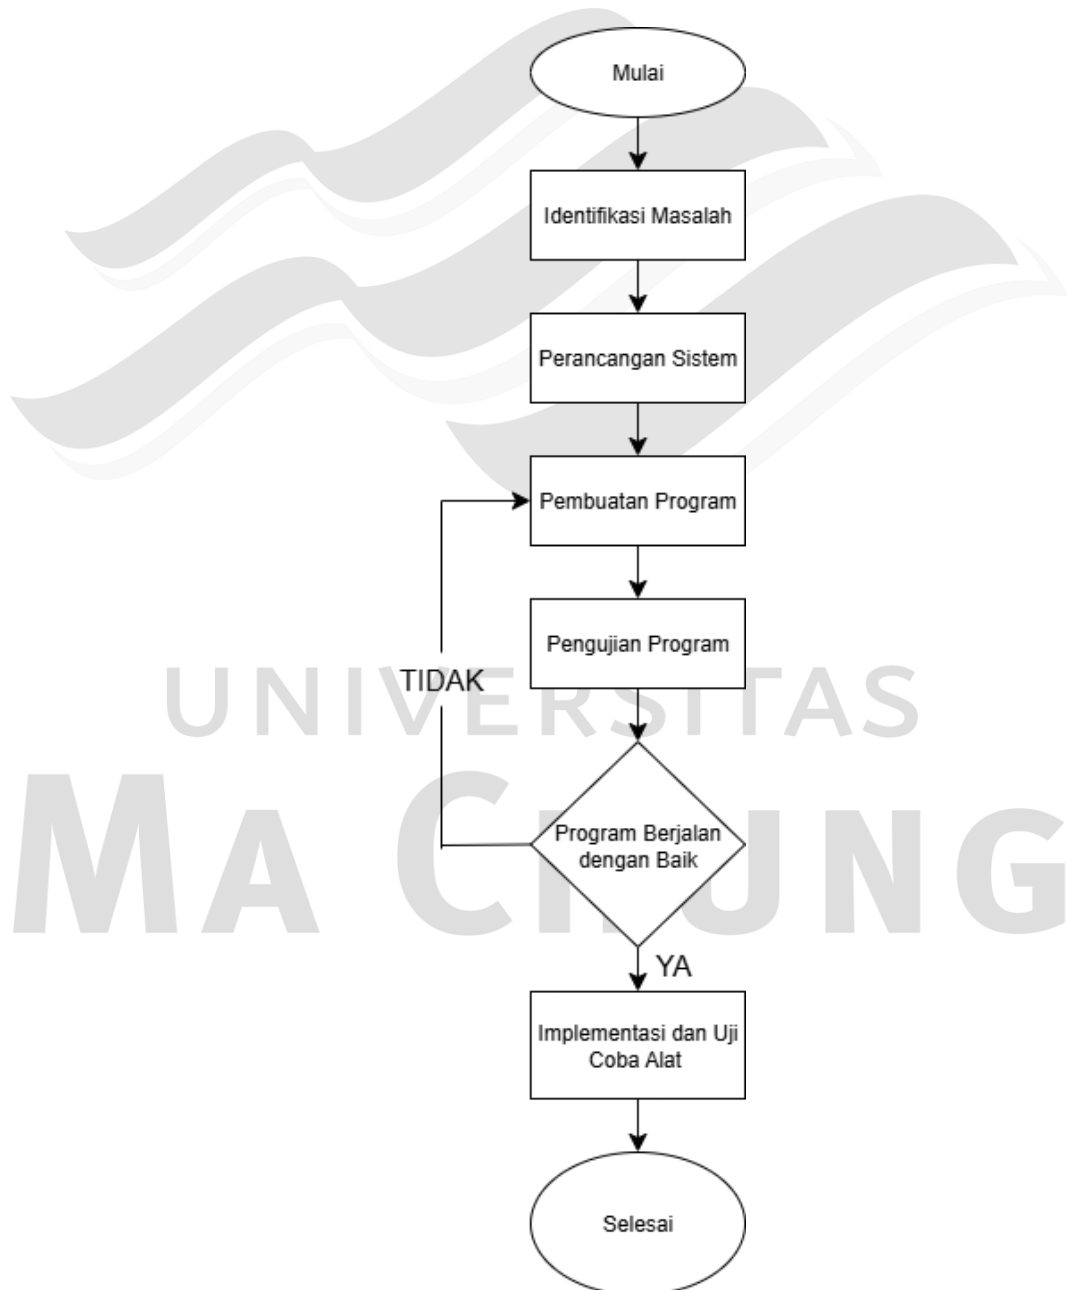 Mulai
Identifikasi Masalah
Perancangan Sistem
Pembuatan Program
Pengujian Program
TIDAK
UNIVERSITAS
MA CHUNG
Program Berjalan
dengan Baik
YA
Implementasi dan Uji
Coba Alat
Selesai